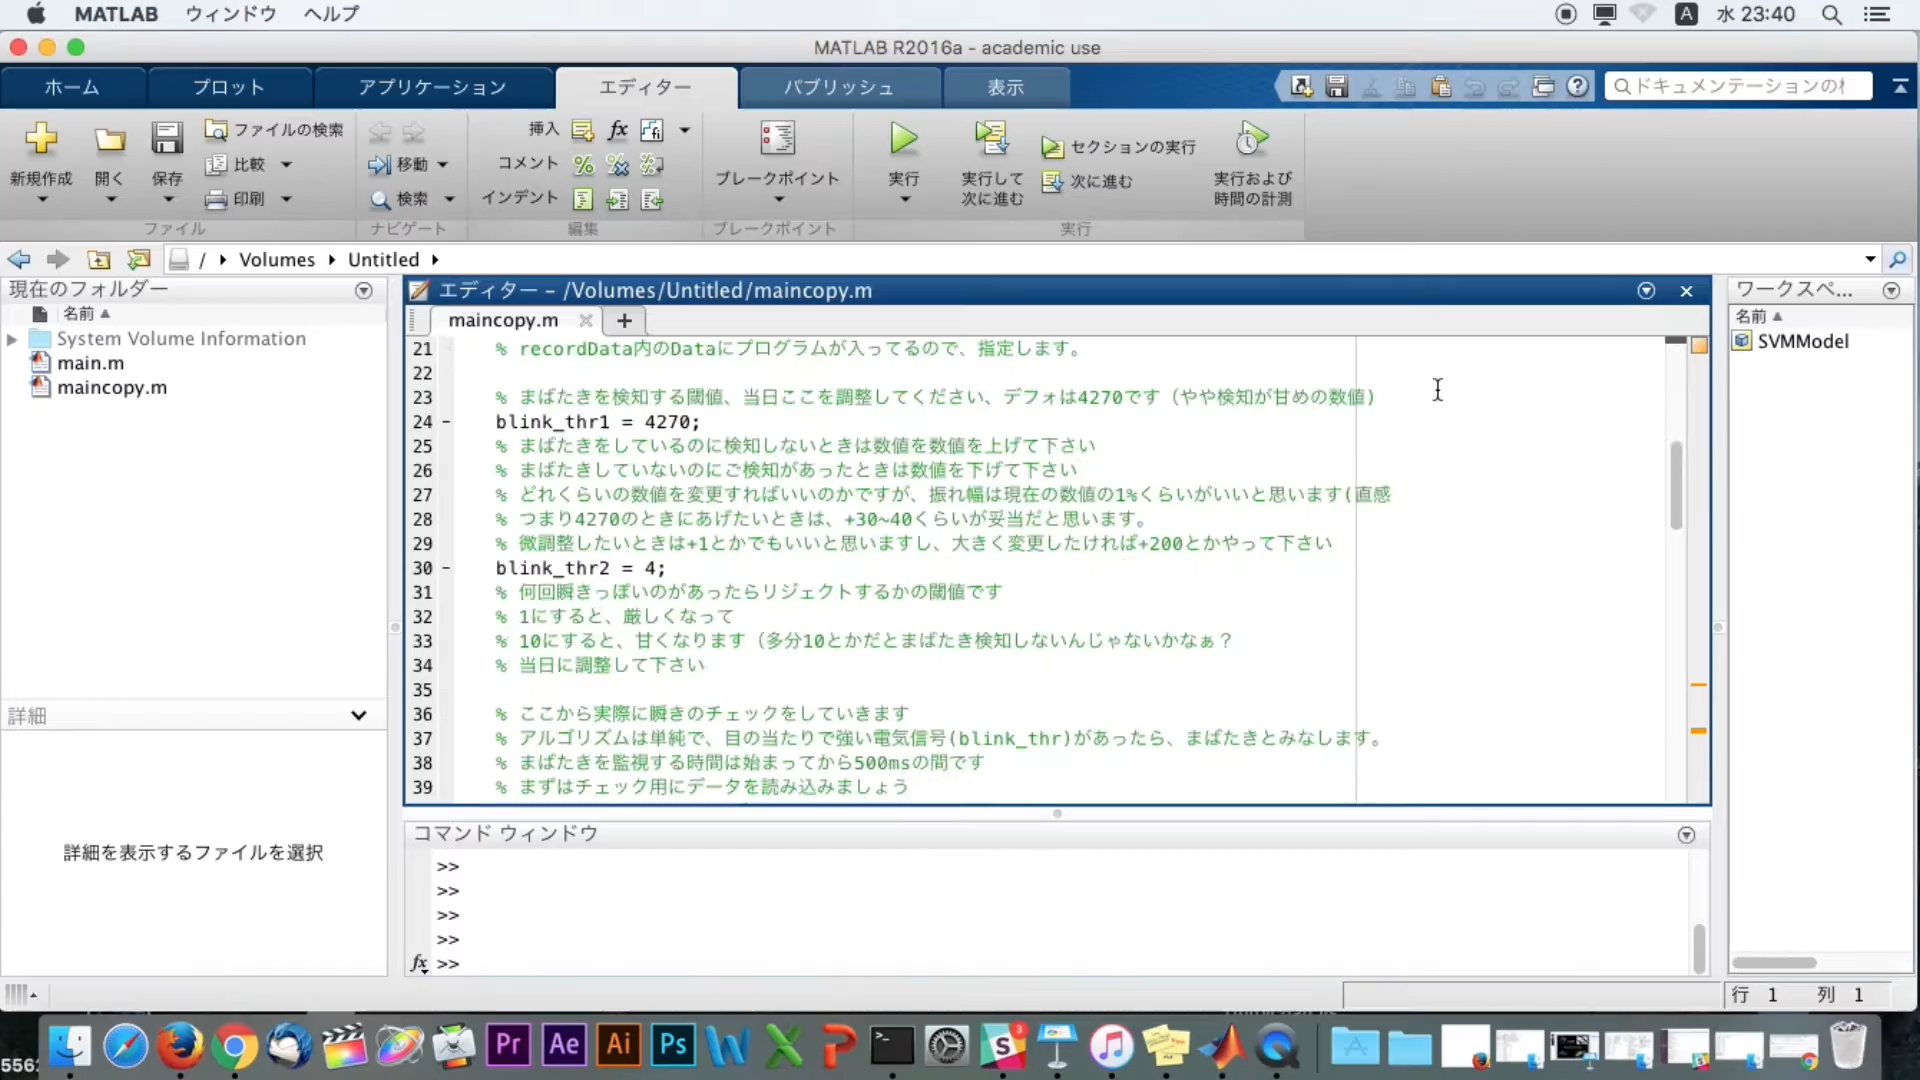 MATLAB ウィンドウ ヘルプ
A 水 23:40
MATLAB R2016a - academic use
ホーム プロット アプリケーション エディター パブリッシュ 表示
ファイルの検索
比較
印刷
新規作成 開く 保存
ファイル
移動
検索
ナビゲート
挿入 fx
コメント
インデント
編集
ブレークポイント
ブレークポイント
実行
実行して
次に進む
セクションの実行
次に進む
実行および
時間の計測
実行
/ Volumes Untitled
現在のフォルダー
名前
System Volume Information
main.m
maincopy.m
詳細
詳細を表示するファイルを選択
エディター – /Volumes/Untitled/maincopy.m
maincopy.m
21 % recordData内のDataにプログラムが入ってるので、指定します。
22
23 % まばたきを検知する閾値、当日ここを調整してください、デフォは4270です（やや検知が甘めの数値)
24 – blink_thr1 = 4270;
25 % まばたきをしているのに検知しないときは数値を数値を上げて下さい
26 % まばたきしていないのにご検知があったときは数値を下げて下さい
27 % どれくらいの数値を変更すればいいのかですが、振れ幅は現在の数値の1%くらいがいいと思います(直感
28 % つまり4270のときにあげたいときは、+30~40くらいが妥当だと思います。
29 % 微調整したいときは+1とかでもいいと思いますし、大きく変更したければ+200とかやって下さい
30 – blink_thr2 = 4;
31 % 何回瞬きっぽいのがあったらリジェクトするかの閾値です
32 % 1にすると、厳しくなって
33 % 10にすると、甘くなります（多分10とかだとまばたき検知しないんじゃないかなぁ？
34 % 当日に調整して下さい
35
36 % ここから実際に瞬きのチェックをしていきます
37 % アルゴリズムは単純で、目の当たりで強い電気信号(blink_thr)があったら、まばたきとみなします。
38 % まばたきを監視する時間は始まってから500msの間です
39 % まずはチェック用にデータを読み込みましょう
コマンド ウィンドウ
>>
>>
>>
>>
fx >>
ワークスペ...
名前
SVMModel
行 1 列 1
Pr Ae Ai Ps
3